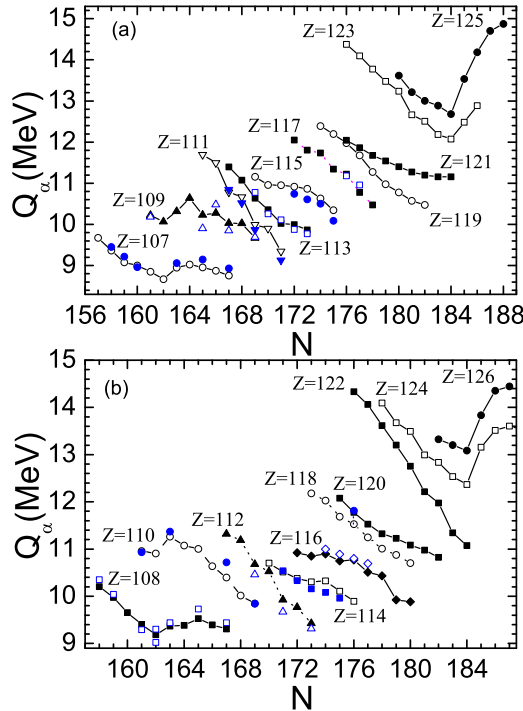 (a)
Z=125
Z=123
Z=117
Z=111
Z=115
Z=121
Z=109
Z=119
Z=107
Z=113
15
14
13
12
11
10
9
Qα(MeV)
156 160 164 168 172 176 180 184 188
N
(b)
Z=122
Z=124
Z=126
Z=118
Z=120
Z=112
Z=110
Z=116
Z=108
Z=114
15
14
13
12
11
10
9
Qα(MeV)
160 164 168 172 176 180 184
N